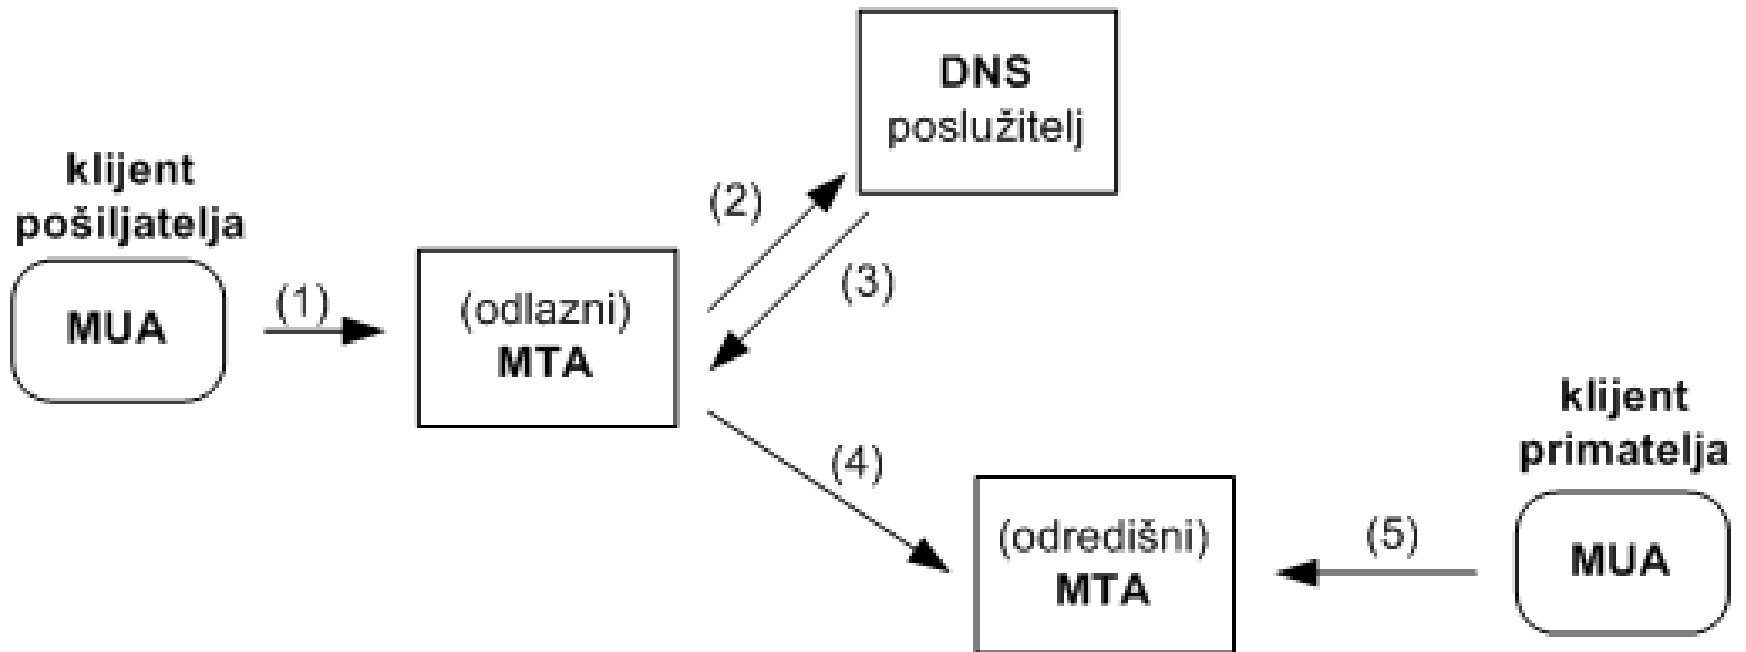 DNS
poslužitelj
klijent
pošiljatelja
MUA
(1)
(odlazni)
MTA
(2)
(3)
(4)
(odredišni)
MTA
(5)
klijent
primatelja
MUA